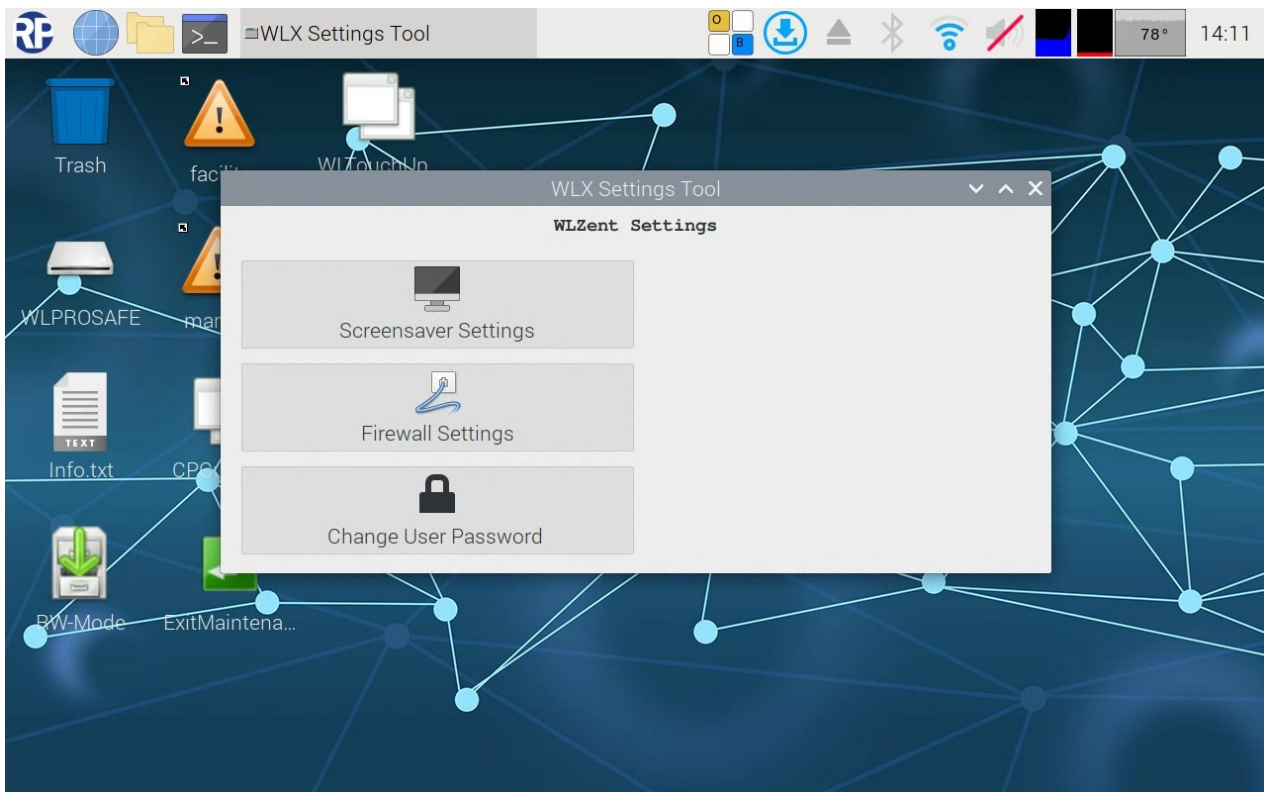 WLX Settings Tool
O
B
78°
14:11
Trash
WLTouchUp
WLX Settings Tool
WLZent Settings
Screensaver Settings
WLPROSAFE
Firewall Settings
TEXT
Info.txt
Change User Password
RW-Mode
ExitMaintena...